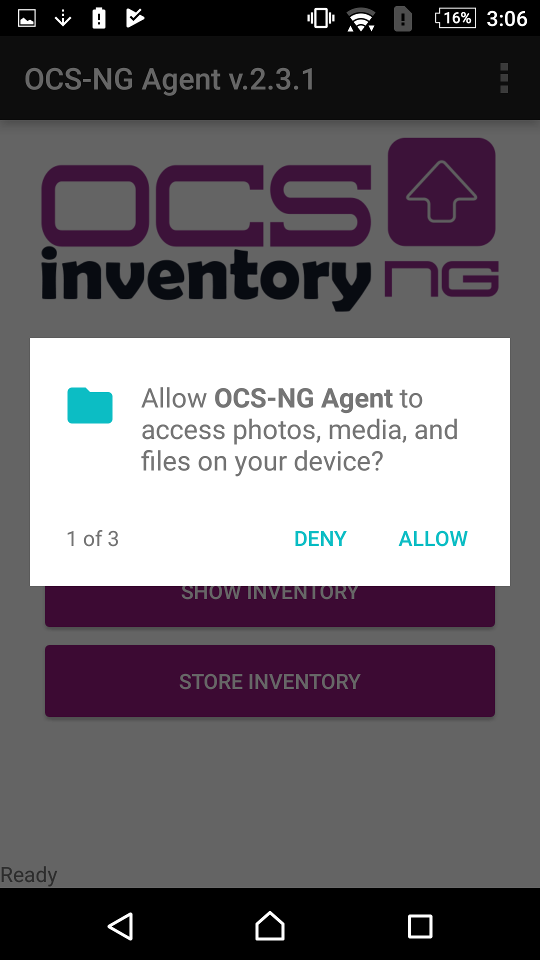 16%
3:06
OCS-NG Agent v.2.3.1
OCS
inventory NG
Allow OCS-NG Agent to
access photos, media, and
files on your device?
1 of 3
DENY
ALLOW
SHOW INVENTORY
STORE INVENTORY
Ready